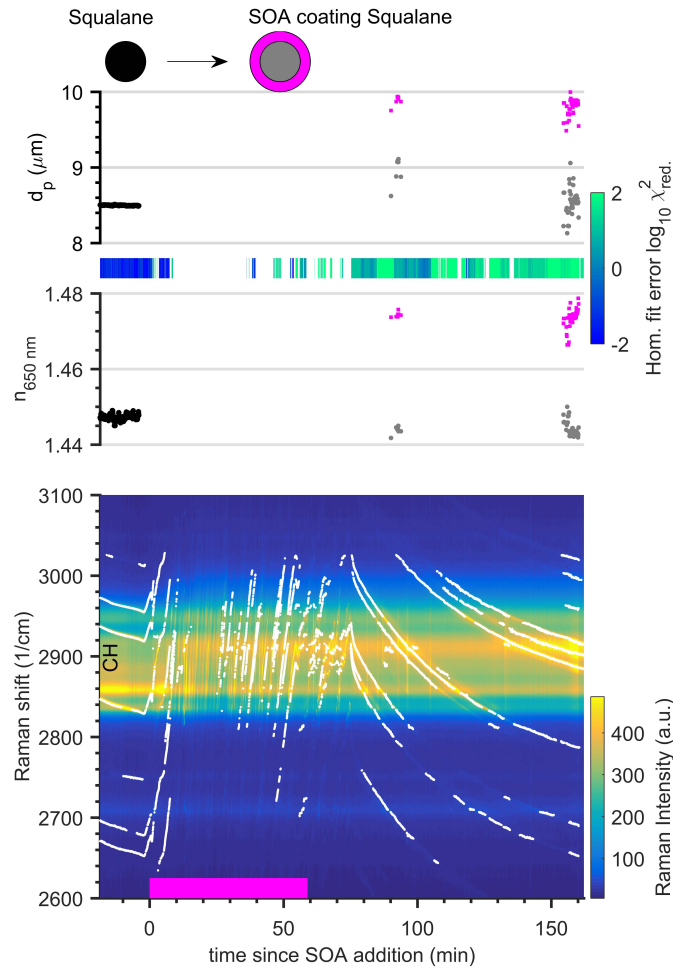 Squalane
SOA coating Squalane
10
9
8
d_p (μm)
2
0
-2
Hom. fit error log_10 χ^2_red.
1.48
1.46
1.44
n_650 nm
3100
3000
2900
2800
2700
2600
Raman shift (1/cm)
CH
400
300
200
100
Raman Intensity (a.u.)
0
50
100
150
time since SOA addition (min)